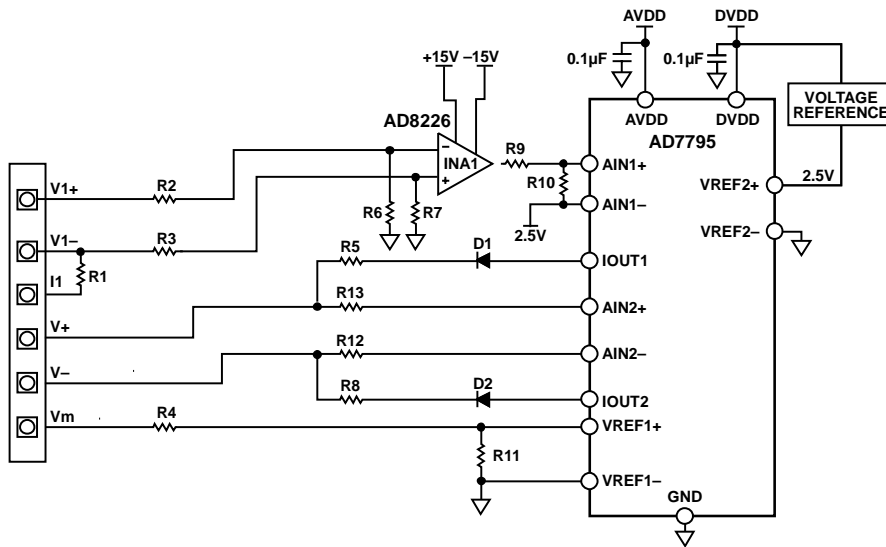 AVDD
DVDD
0.1µF
0.1µF
+15V –15V
VOLTAGE
REFERENCE
AD8226
AVDD
DVDD
AD7795
INA1
–
+
R9
AIN1+
R10
AIN1–
2.5V
VREF2+
2.5V
VREF2–
V1+
R2
R6
R7
V1–
R3
R1
I1
R5
D1
IOUT1
V+
R13
AIN2+
V–
R12
AIN2–
R8
D2
IOUT2
Vm
R4
VREF1+
R11
VREF1–
GND